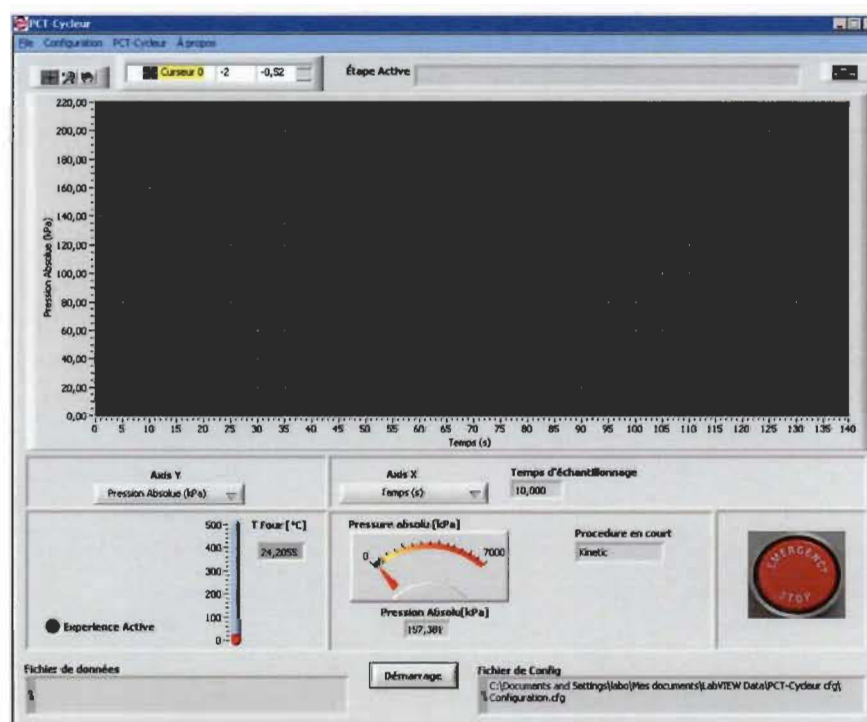 PCT-Cycleur
File Configuration PCT-Cycleur À propos
Curseur 0 -2 -0,52
Étape Active
220,00
200,00
180,00
160,00
140,00
120,00
100,00
80,00
60,00
40,00
20,00
0,00
Pression Absolue (kPa)
0 5 10 15 20 25 30 35 40 45 50 55 60 65 70 75 80 85 90 95 100 105 110 115 120 125 130 135 140
Temps (s)
Axis Y
Pression Absolue (kPa)
Axis X
Temps (s)
Temps d'échantillonnage
10,000
500
400
300
200
100
0
T Four [°C]
24,2055
Experience Active
Pressure absolu [kPa]
0 7000
Pression Absolu[kPa]
Procedure en court
Kinetic
EMERGENCY
STOP
Fichier de données
Démarrage
Fichier de Config
C:\Documents and Settings\labo\Mes documents\LabVIEW Data\PCT-Cycleur cfg\
Configuration.cfg